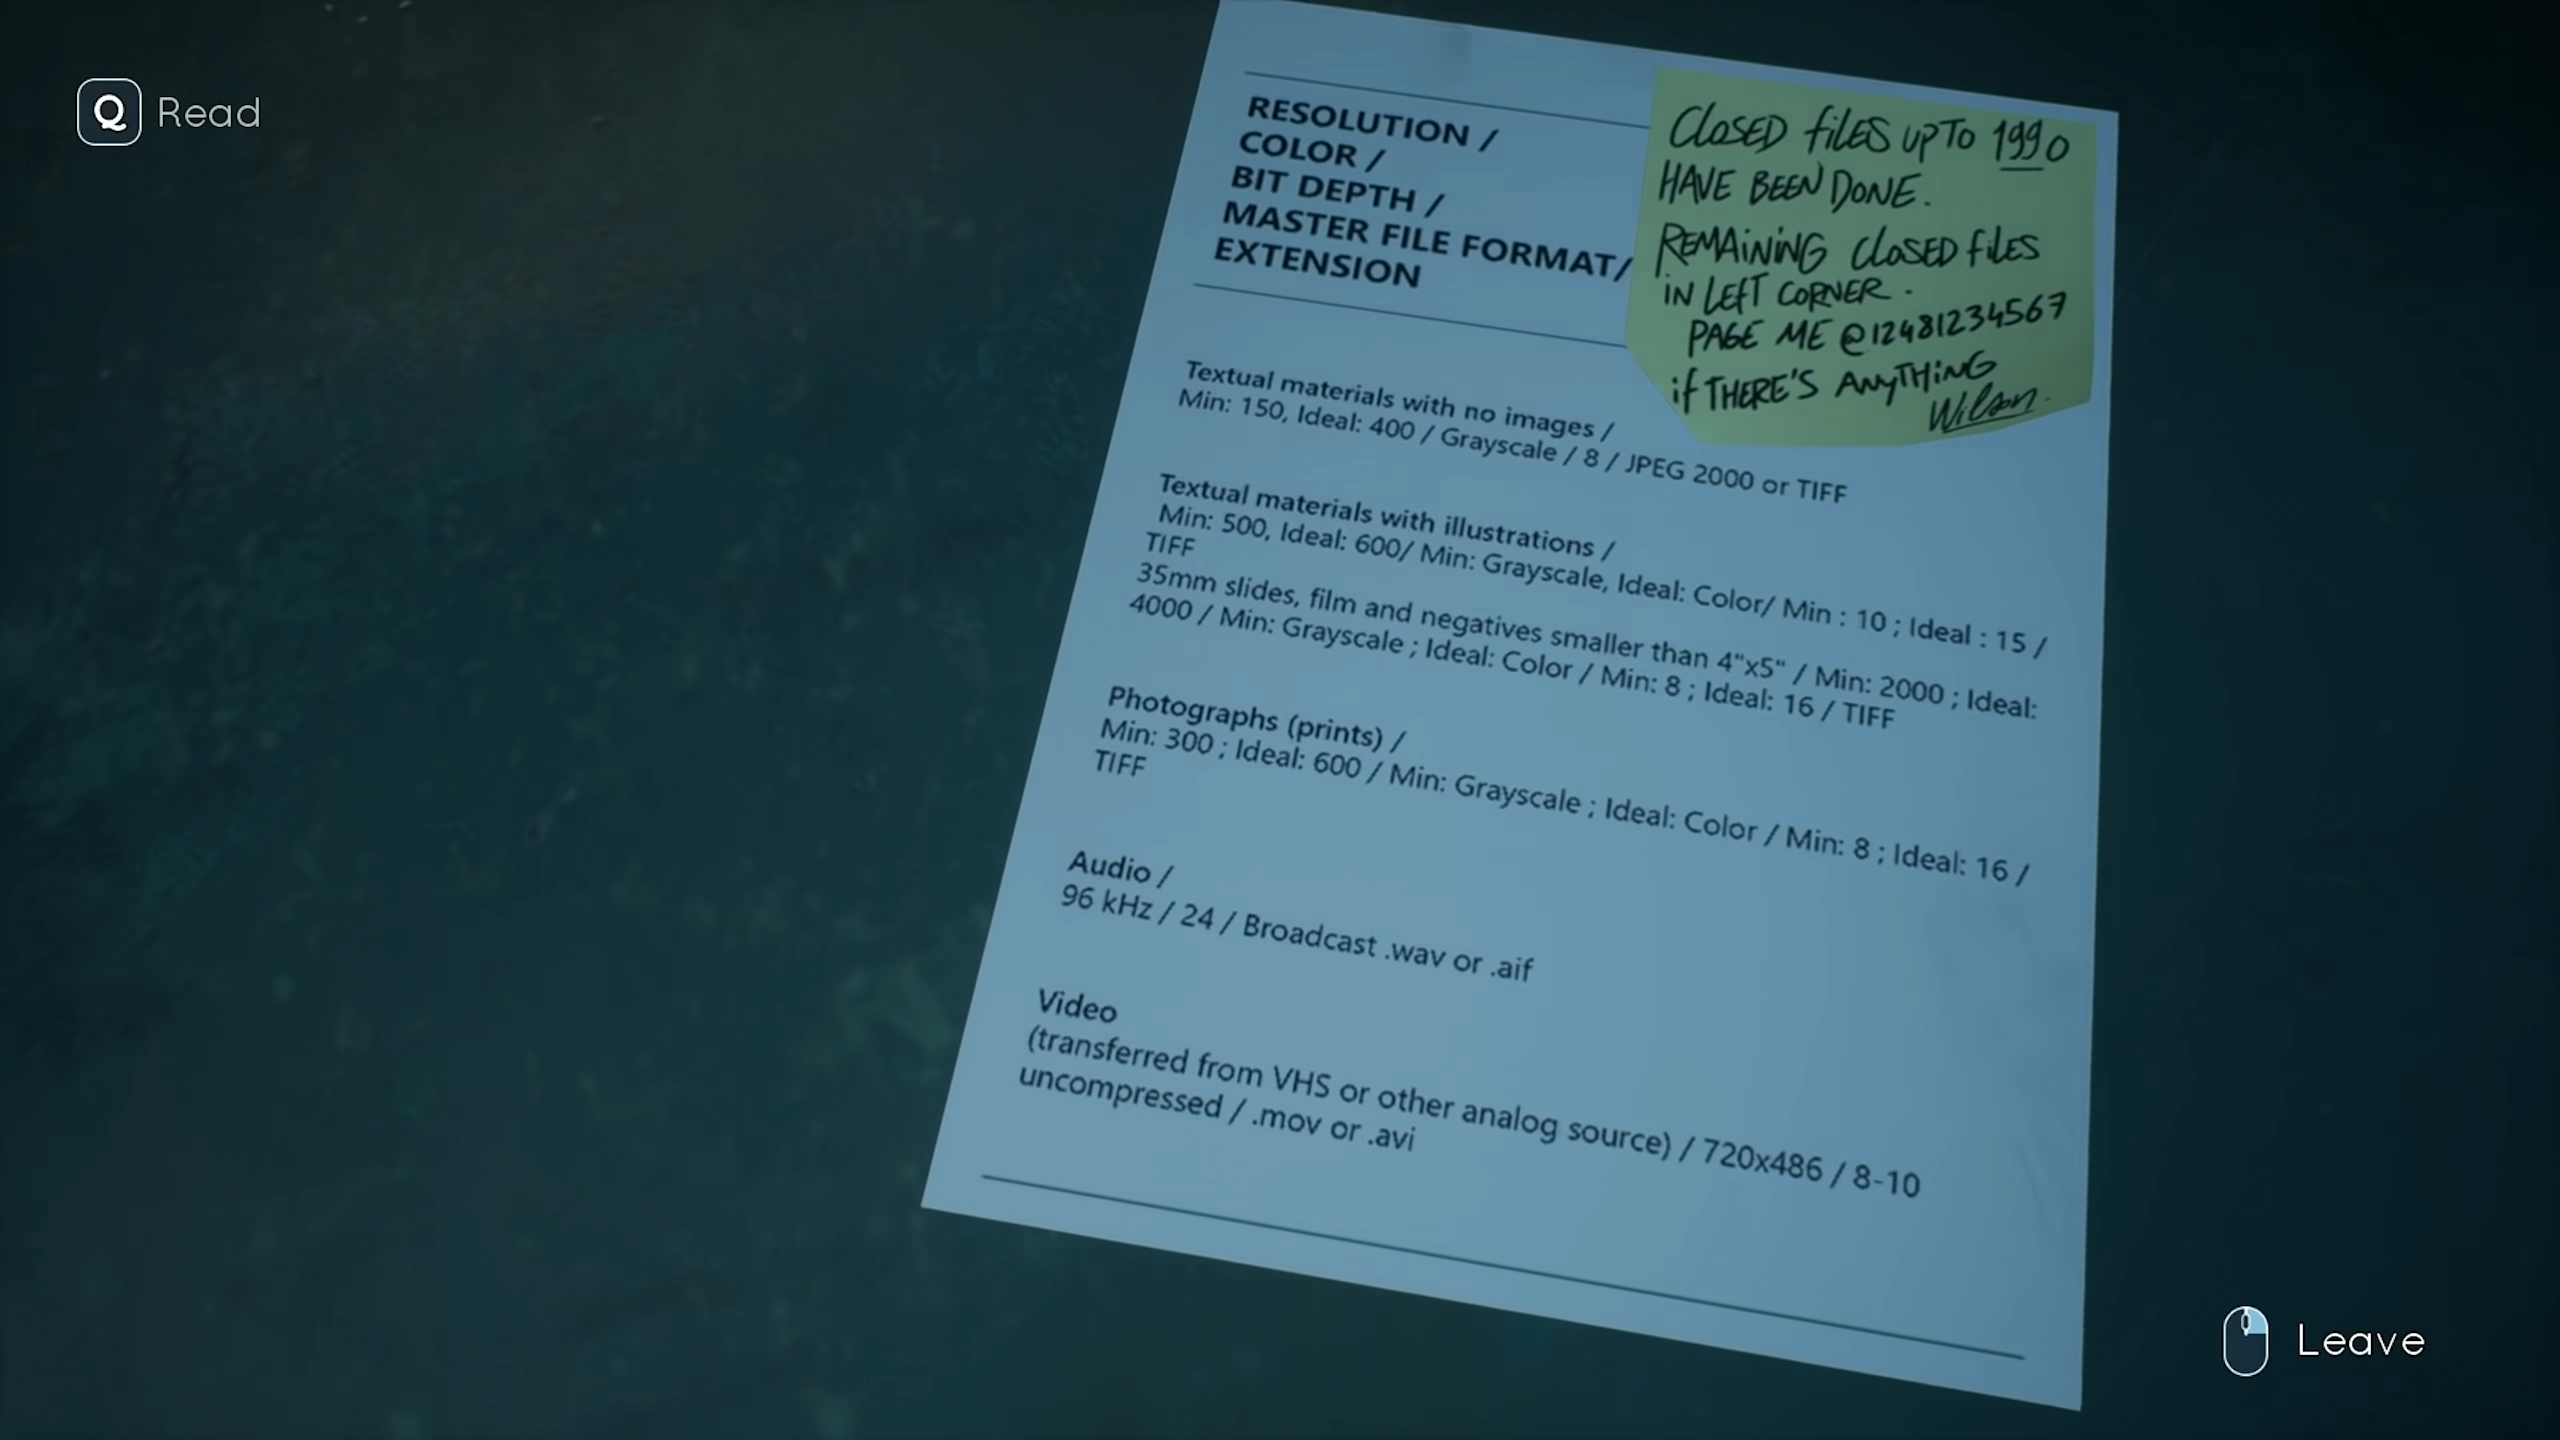 Q Read
RESOLUTION /
COLOR /
BIT DEPTH /
MASTER FILE FORMAT/
EXTENSION
CLOSED FILES UP TO 1990
HAVE BEEN DONE.
REMAINING CLOSED FILES
IN LEFT CORNER.
PAGE ME @12481234567
if THERE'S ANYTHING
Wilson.
Textual materials with no images /
Min: 150, Ideal: 400 / Grayscale / 8 / JPEG 2000 or TIFF
Textual materials with illustrations /
Min: 500, Ideal: 600/ Min: Grayscale, Ideal: Color/ Min : 10 ; Ideal : 15 /
TIFF
35mm slides, film and negatives smaller than 4"x5" / Min: 2000 ; Ideal:
4000 / Min: Grayscale ; Ideal: Color / Min: 8 ; Ideal: 16 / TIFF
Photographs (prints) /
Min: 300 ; Ideal: 600 / Min: Grayscale ; Ideal: Color / Min: 8 ; Ideal: 16 /
TIFF
Audio /
96 kHz / 24 / Broadcast .wav or .aif
Video
(transferred from VHS or other analog source) / 720x486 / 8-10
uncompressed / .mov or .avi
Leave